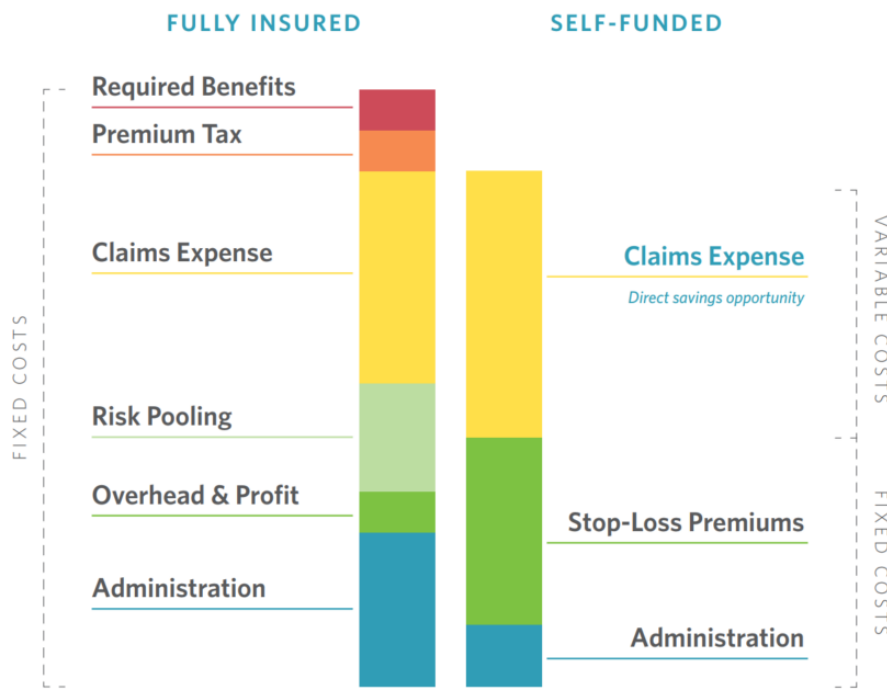 FULLY INSURED
SELF-FUNDED
Required Benefits
Premium Tax
Claims Expense
Risk Pooling
Overhead & Profit
Administration
FIXED COSTS
Claims Expense
Direct savings opportunity
Stop-Loss Premiums
Administration
VARIABLE COSTS
FIXED COSTS